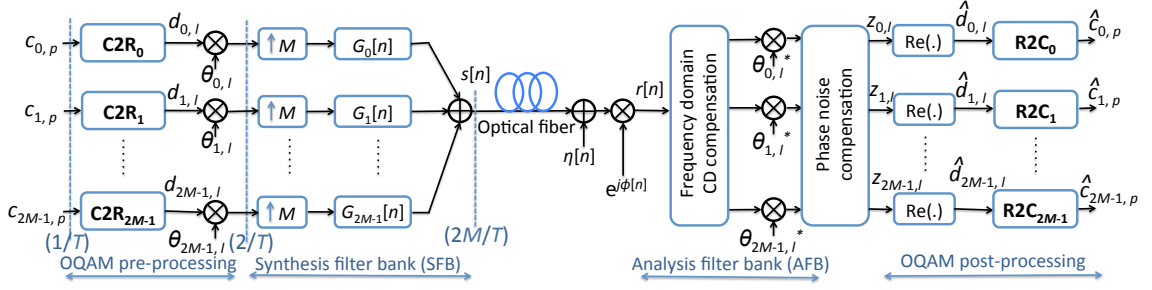 c0, p C2R0 d0, l θ0, l ↑ M G0[n]
c1, p C2R1 d1, l θ1, l ↑ M G1[n]
c2M-1, p C2R2M-1 d2M-1, l θ2M-1, l ↑ M G2M-1[n]
s[n] Optical fiber η[n] ejϕ[n] r[n]
Frequency domain CD compensation
θ0, l* θ1, l* θ2M-1, l*
Phase noise compensation
z0,l Re(.) d̂0, l R2C0 ĉ0, p
z1,l Re(.) d̂1, l R2C1 ĉ1, p
z2M-1,l Re(.) d̂2M-1, l R2C2M-1 ĉ2M-1, p
(1/T) (2/T) (2M/T)
OQAM pre-processing Synthesis filter bank (SFB) Analysis filter bank (AFB) OQAM post-processing